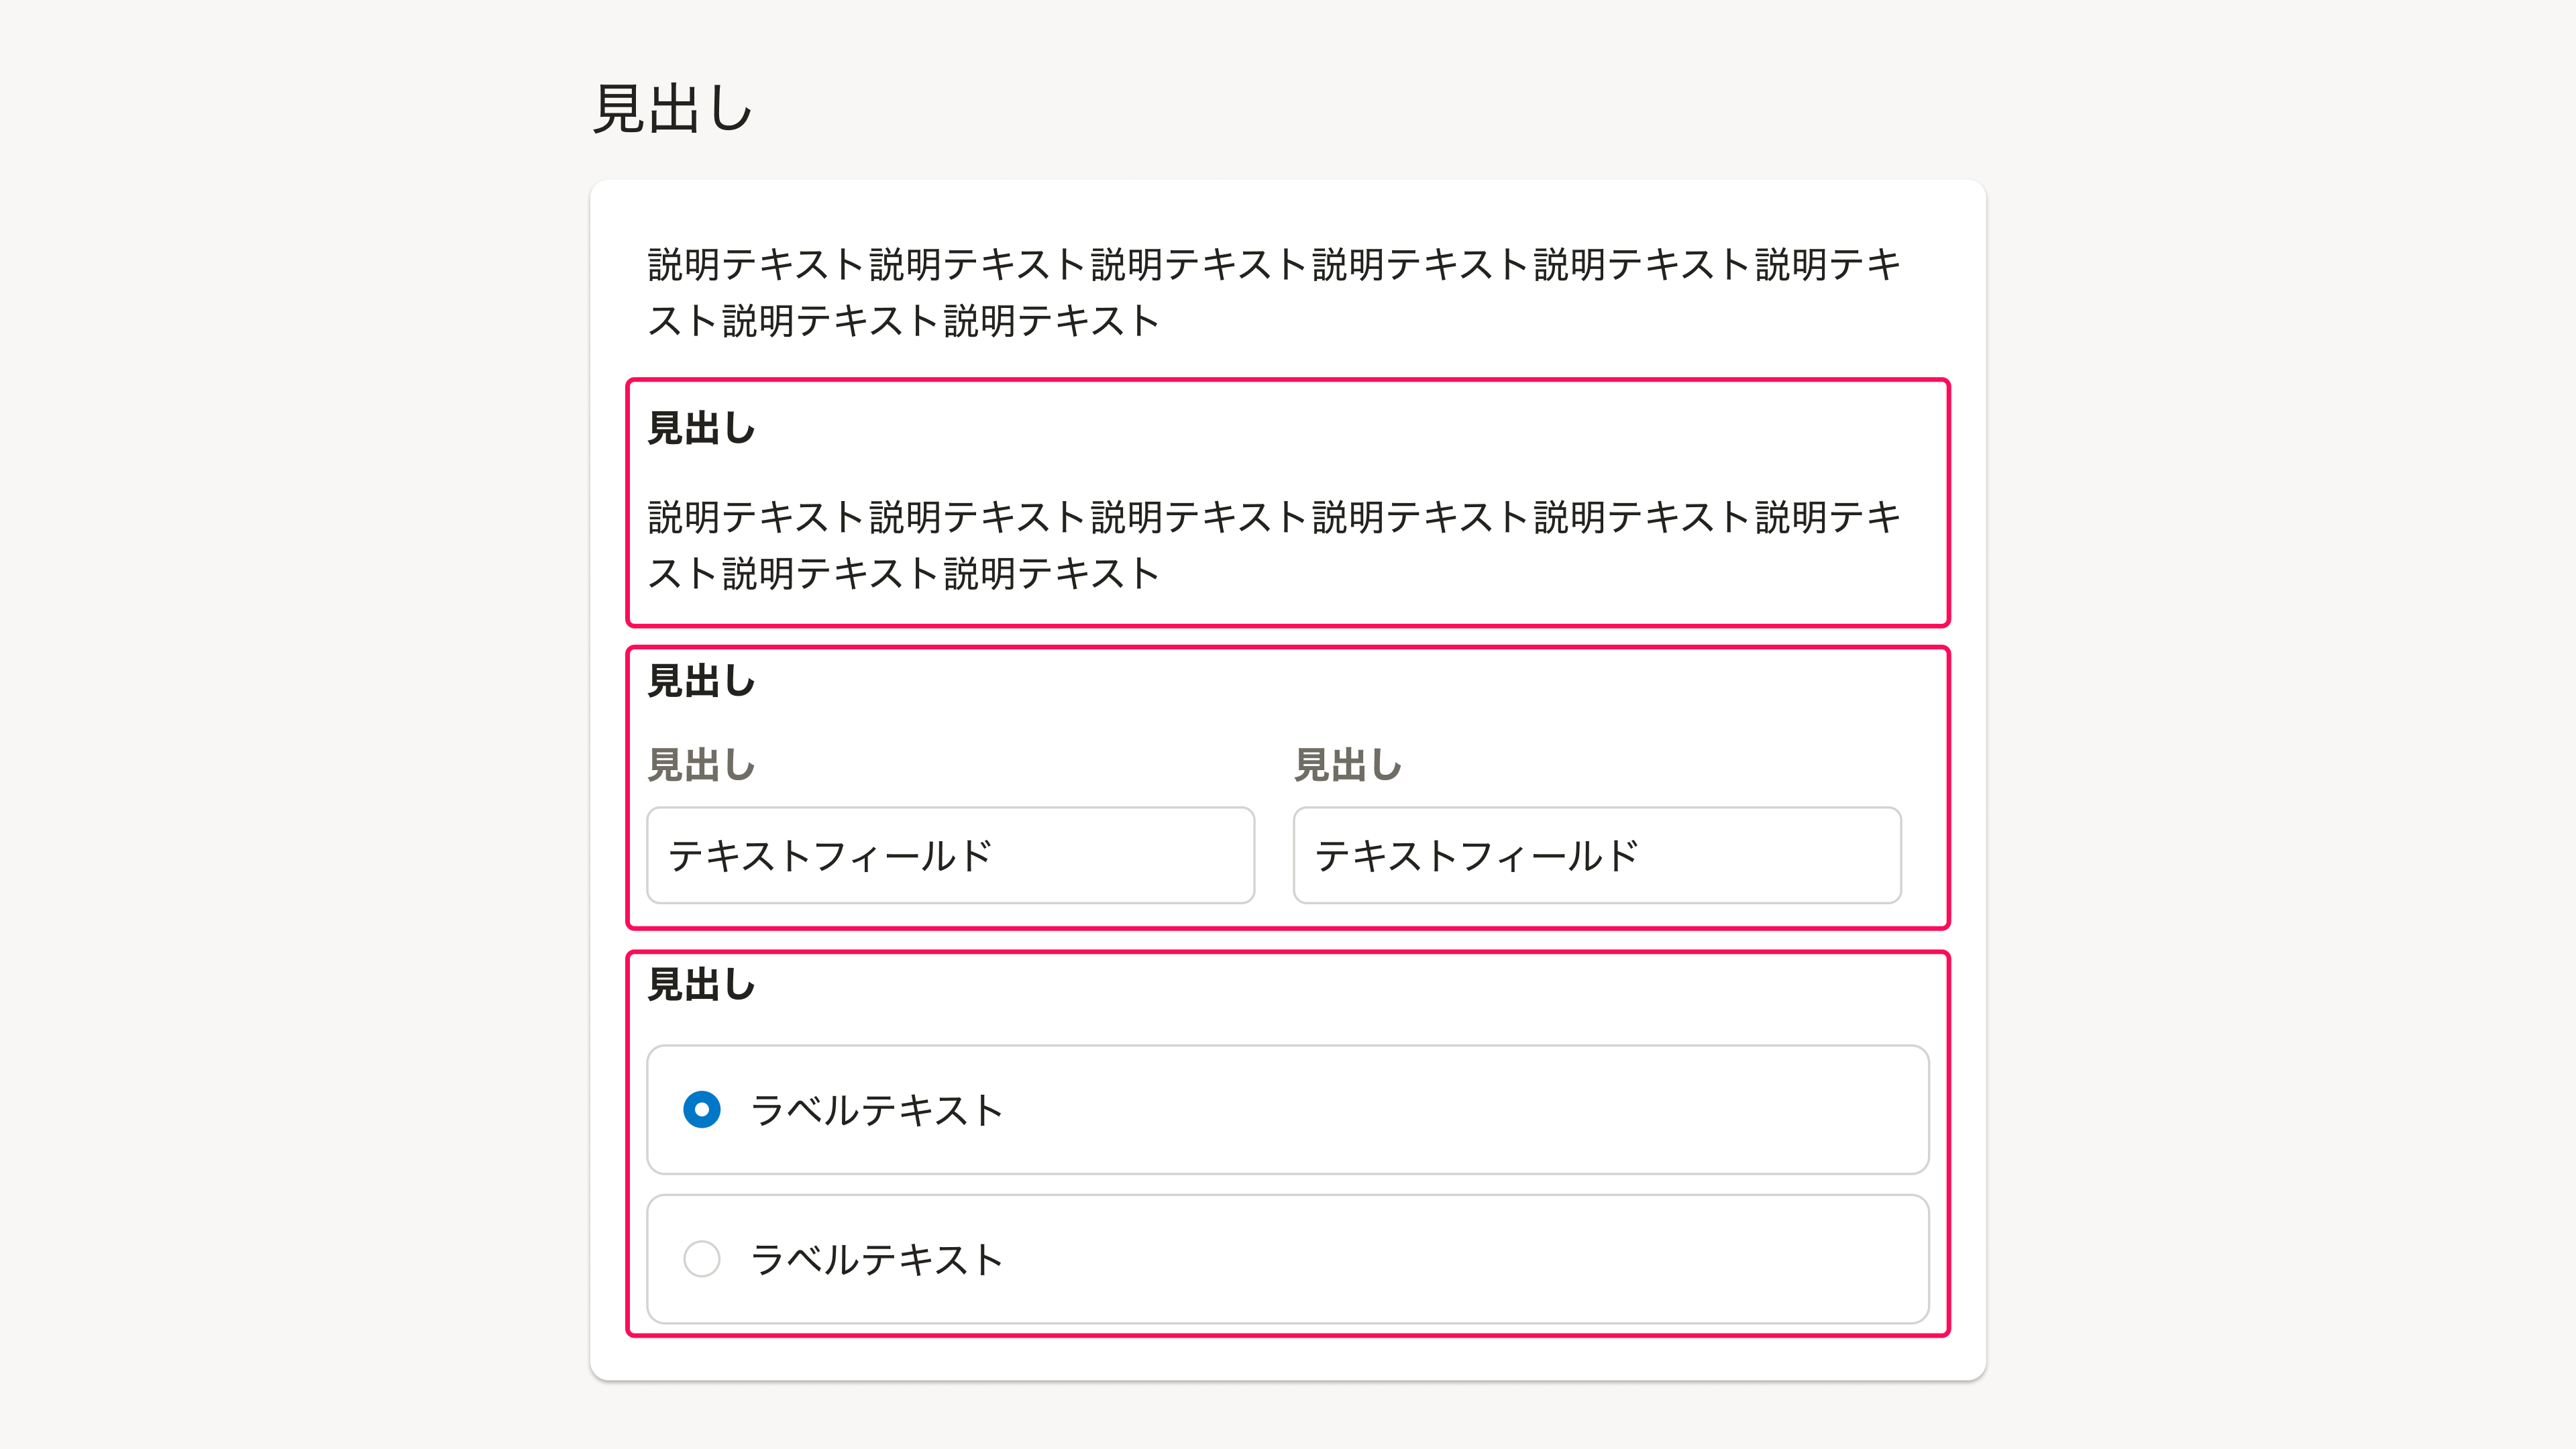 見出し
説明テキスト説明テキスト説明テキスト説明テキスト説明テキスト説明テキ
スト説明テキスト説明テキスト
見出し
説明テキスト説明テキスト説明テキスト説明テキスト説明テキスト説明テキ
スト説明テキスト説明テキスト
見出し
見出し 見出し
テキストフィールド テキストフィールド
見出し
ラベルテキスト
ラベルテキスト